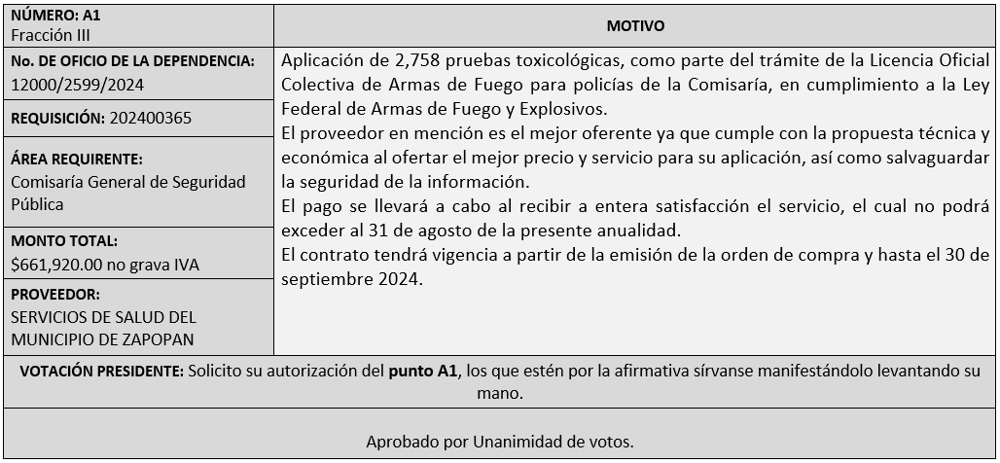 NÚMERO: A1
Fracción III
MOTIVO
No. DE OFICIO DE LA DEPENDENCIA:
12000/2599/2024
REQUISICIÓN: 202400365
ÁREA REQUIRENTE:
Comisaría General de Seguridad
Pública
MONTO TOTAL:
$661,920.00 no grava IVA
PROVEEDOR:
SERVICIOS DE SALUD DEL
MUNICIPIO DE ZAPOPAN
Aplicación de 2,758 pruebas toxicológicas, como parte del trámite de la Licencia Oficial
Colectiva de Armas de Fuego para policías de la Comisaría, en cumplimiento a la Ley
Federal de Armas de Fuego y Explosivos.
El proveedor en mención es el mejor oferente ya que cumple con la propuesta técnica y
económica al ofertar el mejor precio y servicio para su aplicación, así como salvaguardar
la seguridad de la información.
El pago se llevará a cabo al recibir a entera satisfacción el servicio, el cual no podrá
exceder al 31 de agosto de la presente anualidad.
El contrato tendrá vigencia a partir de la emisión de la orden de compra y hasta el 30 de
septiembre 2024.
VOTACIÓN PRESIDENTE: Solicito su autorización del punto A1, los que estén por la afirmativa sírvanse manifestándolo levantando su
mano.
Aprobado por Unanimidad de votos.